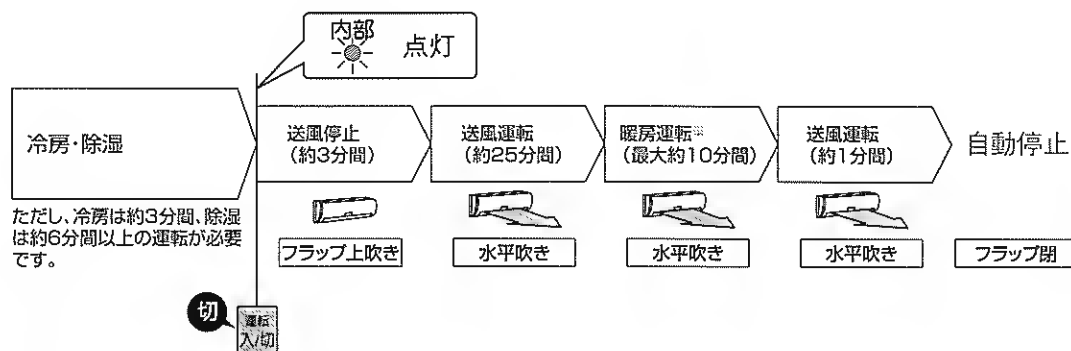 内部
点灯
冷房・除湿
送風停止
(約3分間)
送風運転
(約25分間)
暖房運転※
(最大約10分間)
送風運転
(約1分間)
自動停止
ただし、冷房は約3分間、除湿
は約6分間以上の運転が必要
です。
フラップ上吹き
水平吹き
水平吹き
水平吹き
フラップ閉
切
運転
入/切